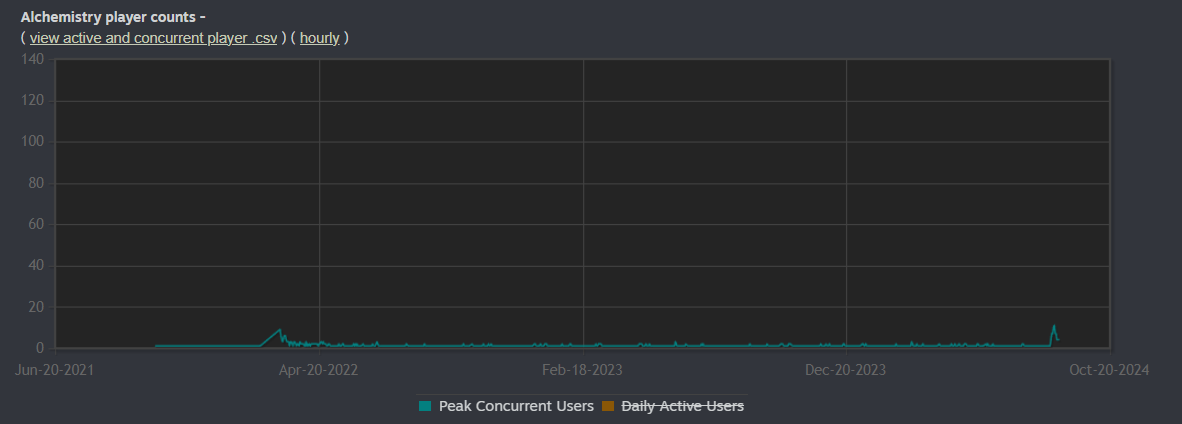 Alchemistry player counts -
( view active and concurrent player .csv ) ( hourly )
140
120
100
80
60
40
20
0
Jun-20-2021 Apr-20-2022 Feb-18-2023 Dec-20-2023 Oct-20-2024
Peak Concurrent Users Daily Active Users